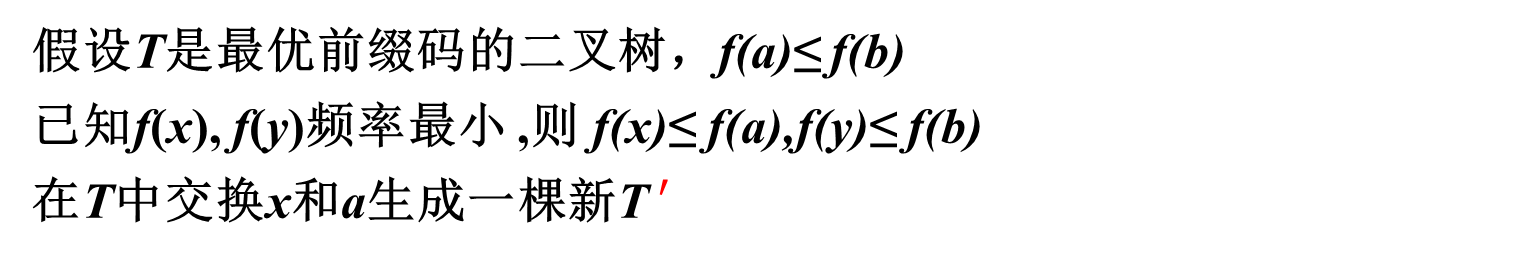 假设T是最优前缀码的二叉树，f(a)≤f(b)
已知f(x), f(y)频率最小 ,则 f(x)≤f(a),f(y)≤f(b)
在T中交换x和a生成一棵新T′